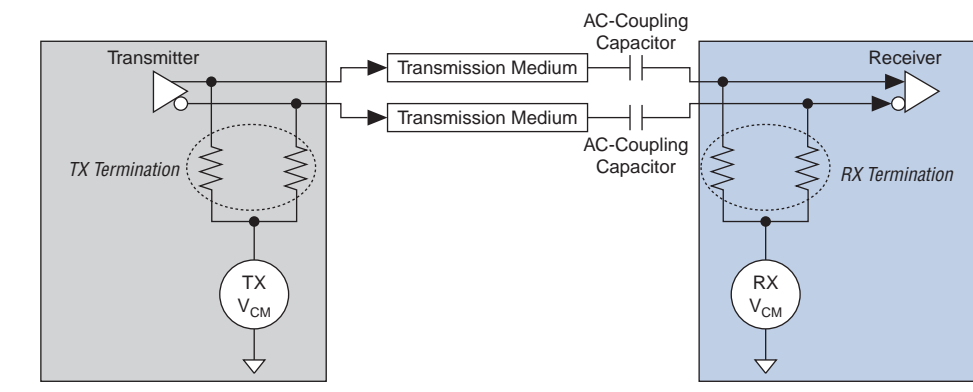 AC-Coupling
Capacitor
Transmitter
Transmission Medium
Receiver
Transmission Medium
AC-Coupling
Capacitor
TX Termination
RX Termination
TX
VCM
RX
VCM